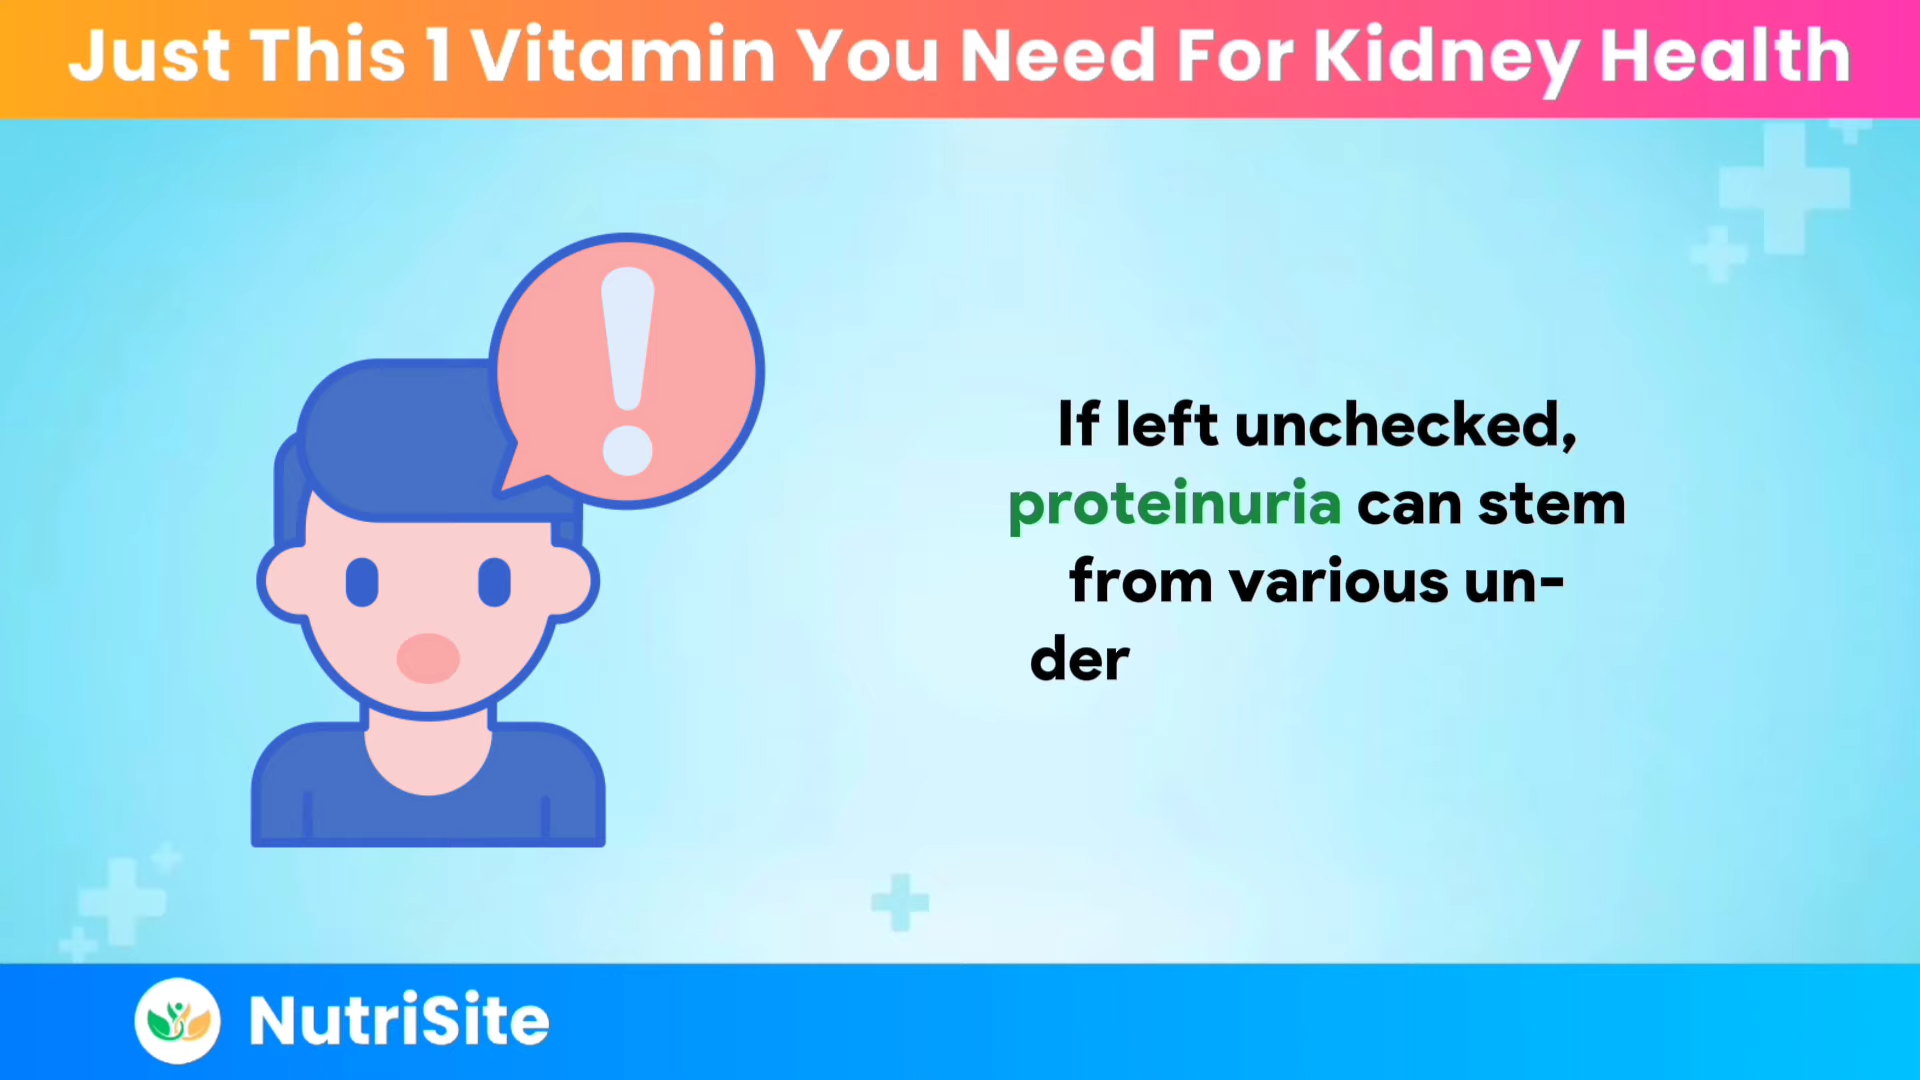 Just This 1 Vitamin You Need For Kidney Health
If left unchecked,
proteinuria can stem
from various un-
der
NutriSite